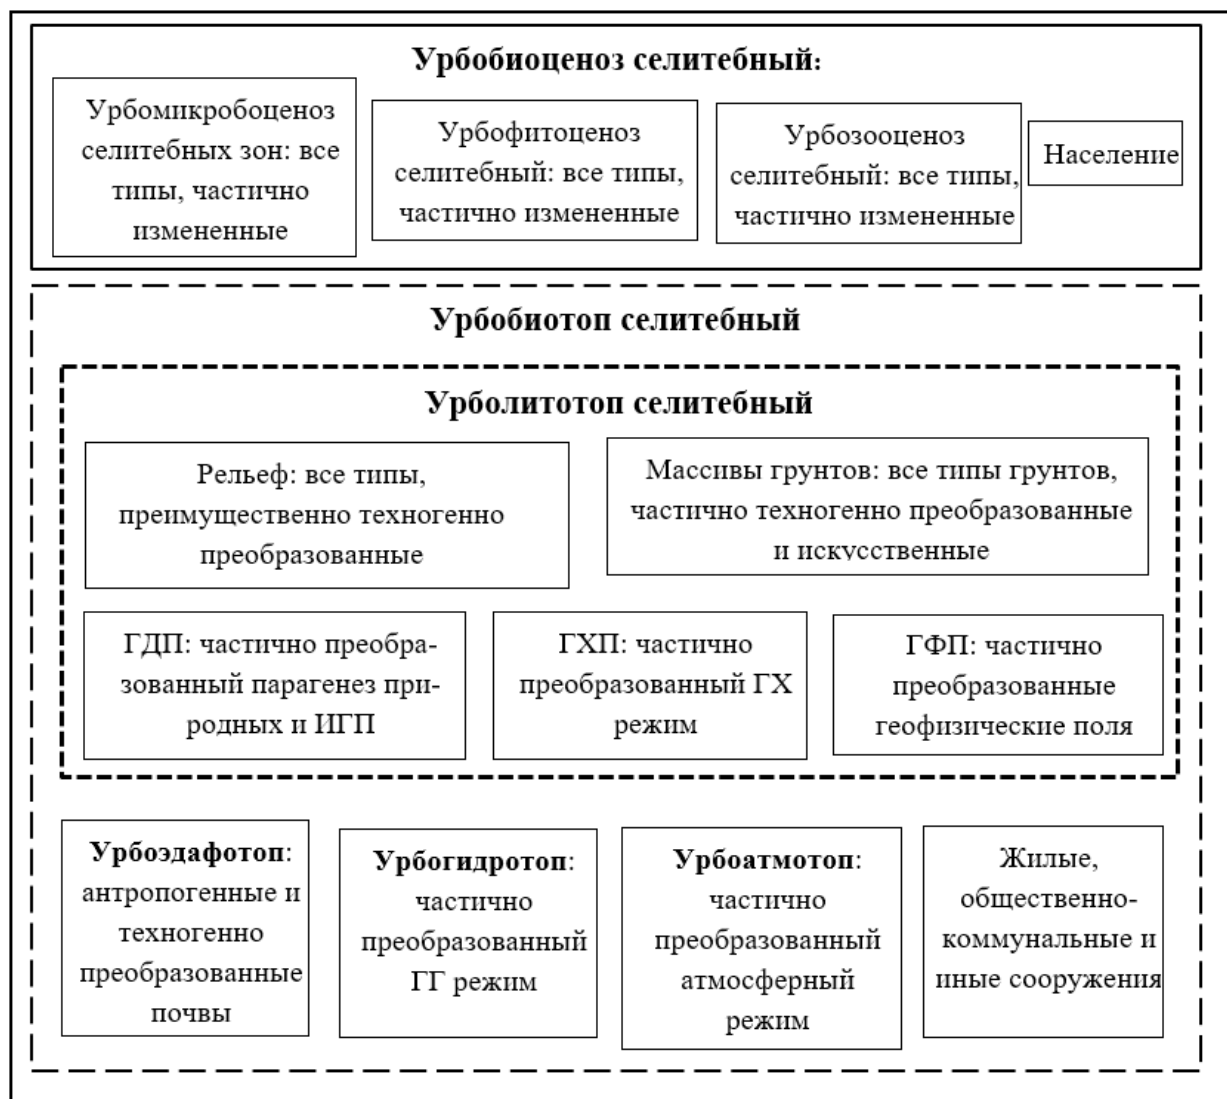 Урбобиоценоз селитебный:
Урбомикробоценоз
селитебных зон: все
типы, частично
измененные
Урбофитоценоз
селитебный: все типы,
частично измененные
Урбозооценоз
селитебный: все типы,
частично измененные
Население
Урбобиотоп селитебный
Урболитотоп селитебный
Рельеф: все типы,
преимущественно техногенно
преобразованные
Массивы грунтов: все типы грунтов,
частично техногенно преобразованные
и искусственные
ГДП: частично преобра-
зованный парагенез при-
родных и ИГП
ГХП: частично
преобразованный ГХ
режим
ГФП: частично
преобразованные
геофизические поля
Урбоэдафотоп:
антропогенные и
техногенно
преобразованные
почвы
Урбогидротоп:
частично
преобразованный
ГГ режим
Урбоатмотоп:
частично
преобразованный
атмосферный
режим
Жилые,
общественно-
коммунальные и
иные сооружения